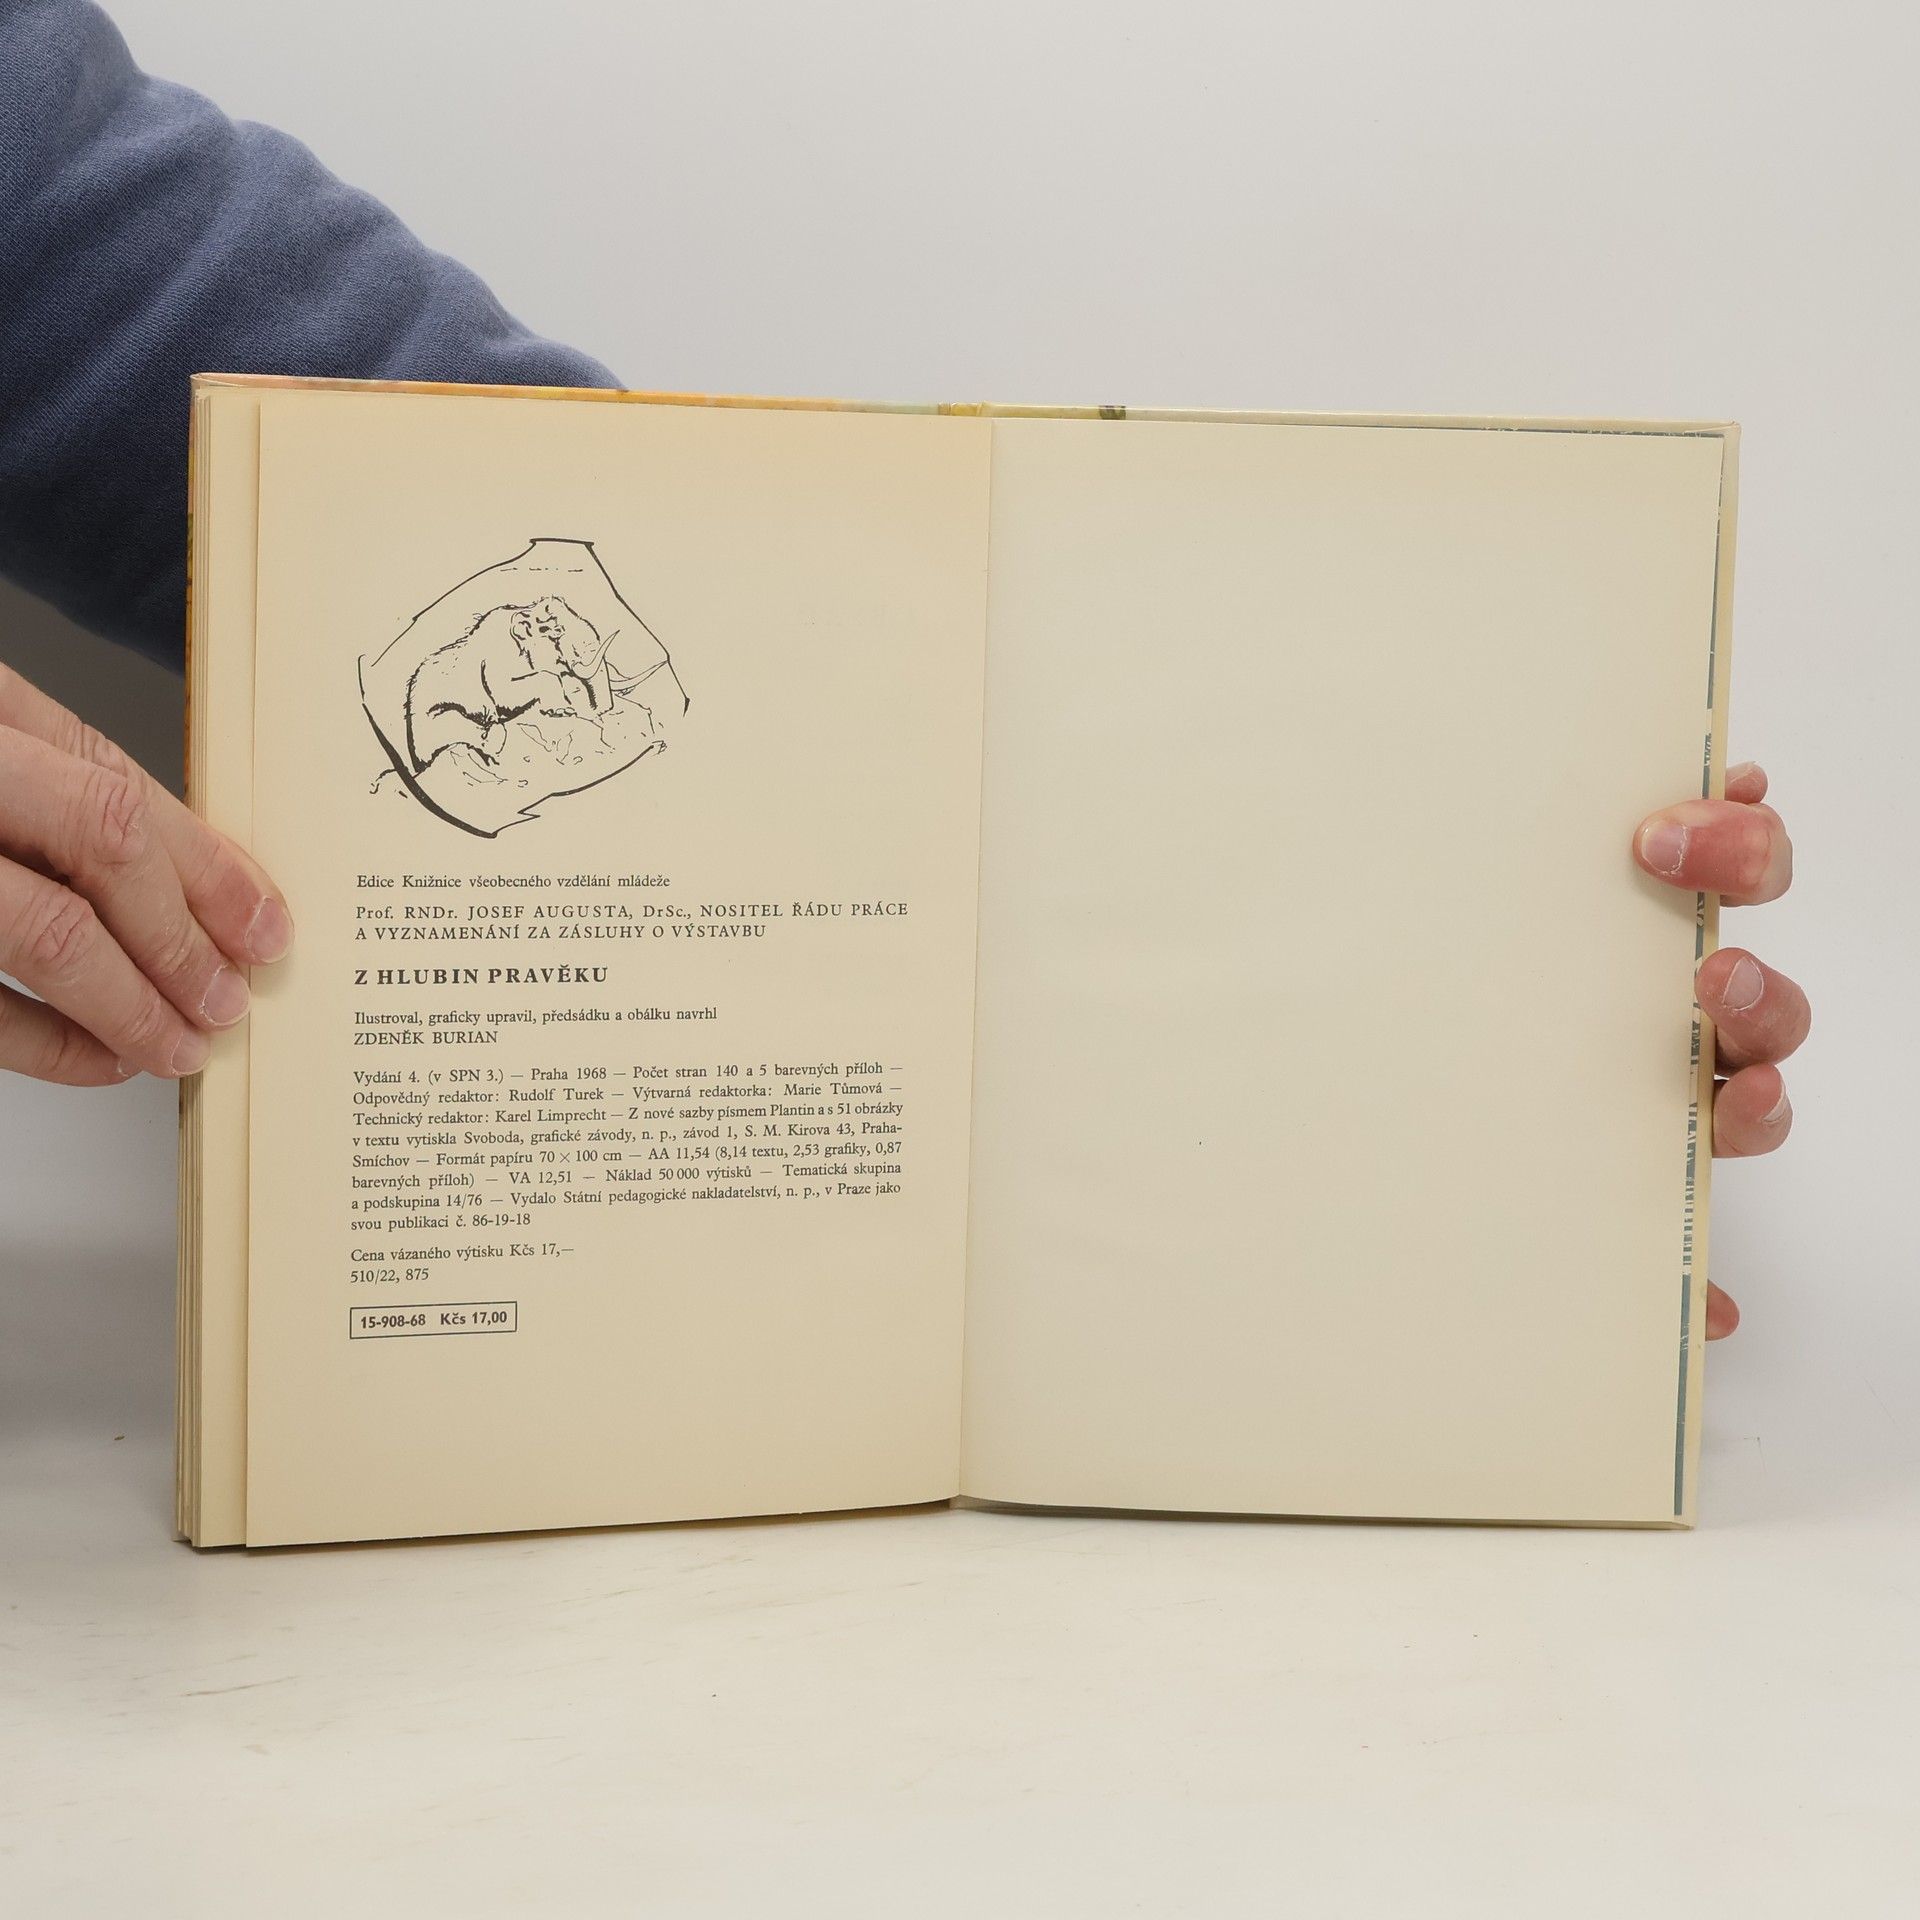 Edice Knižnice všeobecného vzdělání mládeže
Prof. RNDr. JOSEF AUGUSTA, DrSc., NOSITEL ŘÁDU PRÁCE
A VYZNAMENÁNÍ ZA ZÁSLUHY O VÝSTAVBU
Z HLUBIN PRAVĚKU
Ilustroval, graficky upravil, předsádku a obálku navrhl
ZDENĚK BURIAN
Vydání 4. (v SPN 3.) — Praha 1968 — Počet stran 140 a 5 barevných příloh —
Odpovědný redaktor: Rudolf Turek — Výtvarná redaktorka: Marie Tůmová —
Technický redaktor: Karel Limprecht — Z nové sazby písmem Plantin a s 51 obrázky
v textu vytiskla Svoboda, grafické závody, n. p., závod 1, S. M. Kirova 43, Praha-
Smíchov — Formát papíru 70 × 100 cm — AA 11,54 (8,14 textu, 2,53 grafiky, 0,87
barevných příloh) — VA 12,51 — Náklad 50 000 výtisků — Tematická skupina
a podskupina 14/76 — Vydalo Státní pedagogické nakladatelství, n. p., v Praze jako
svou publikaci č. 86-19-18
Cena vázaného výtisku Kčs 17,—
510/22, 875
15-908-68 Kčs 17,00